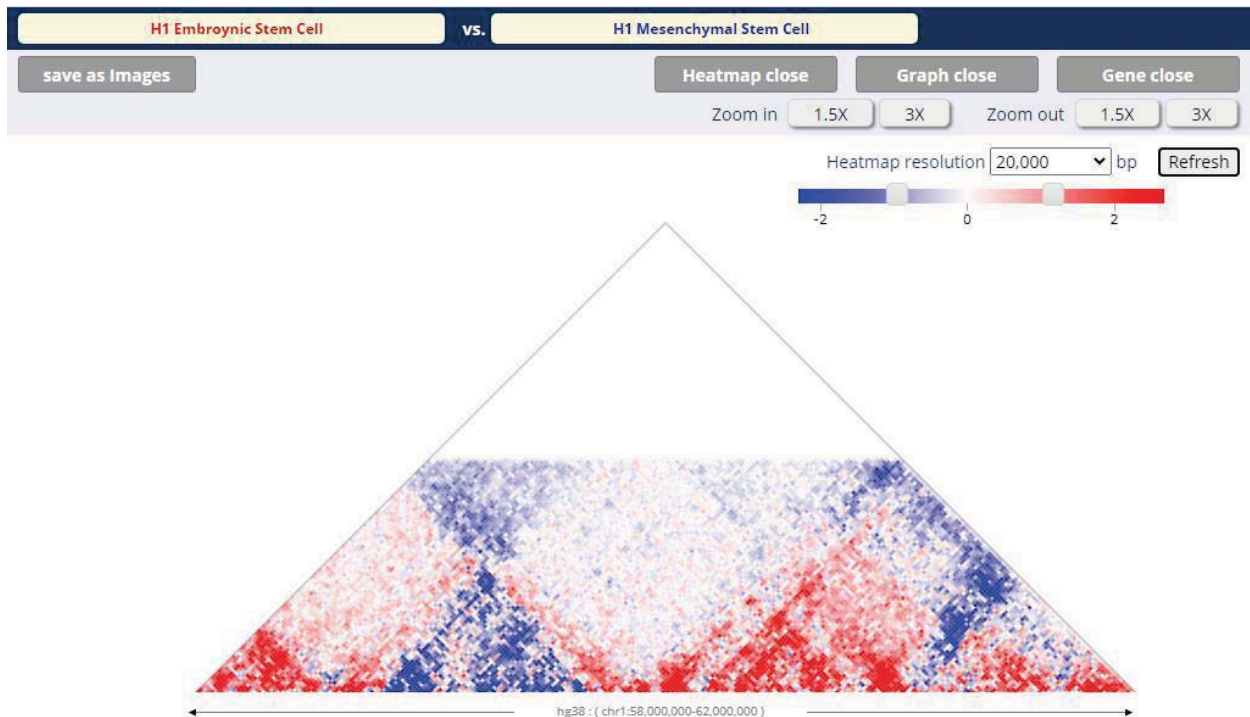 H1 Embroynic Stem Cell vs. H1 Mesenchymal Stem Cell
save as Images Heatmap close Graph close Gene close
Zoom in 1.5X 3X Zoom out 1.5X 3X
Heatmap resolution 20,000 bp Refresh
-2 0 2
hg38 : ( chr1:58,000,000-62,000,000 )